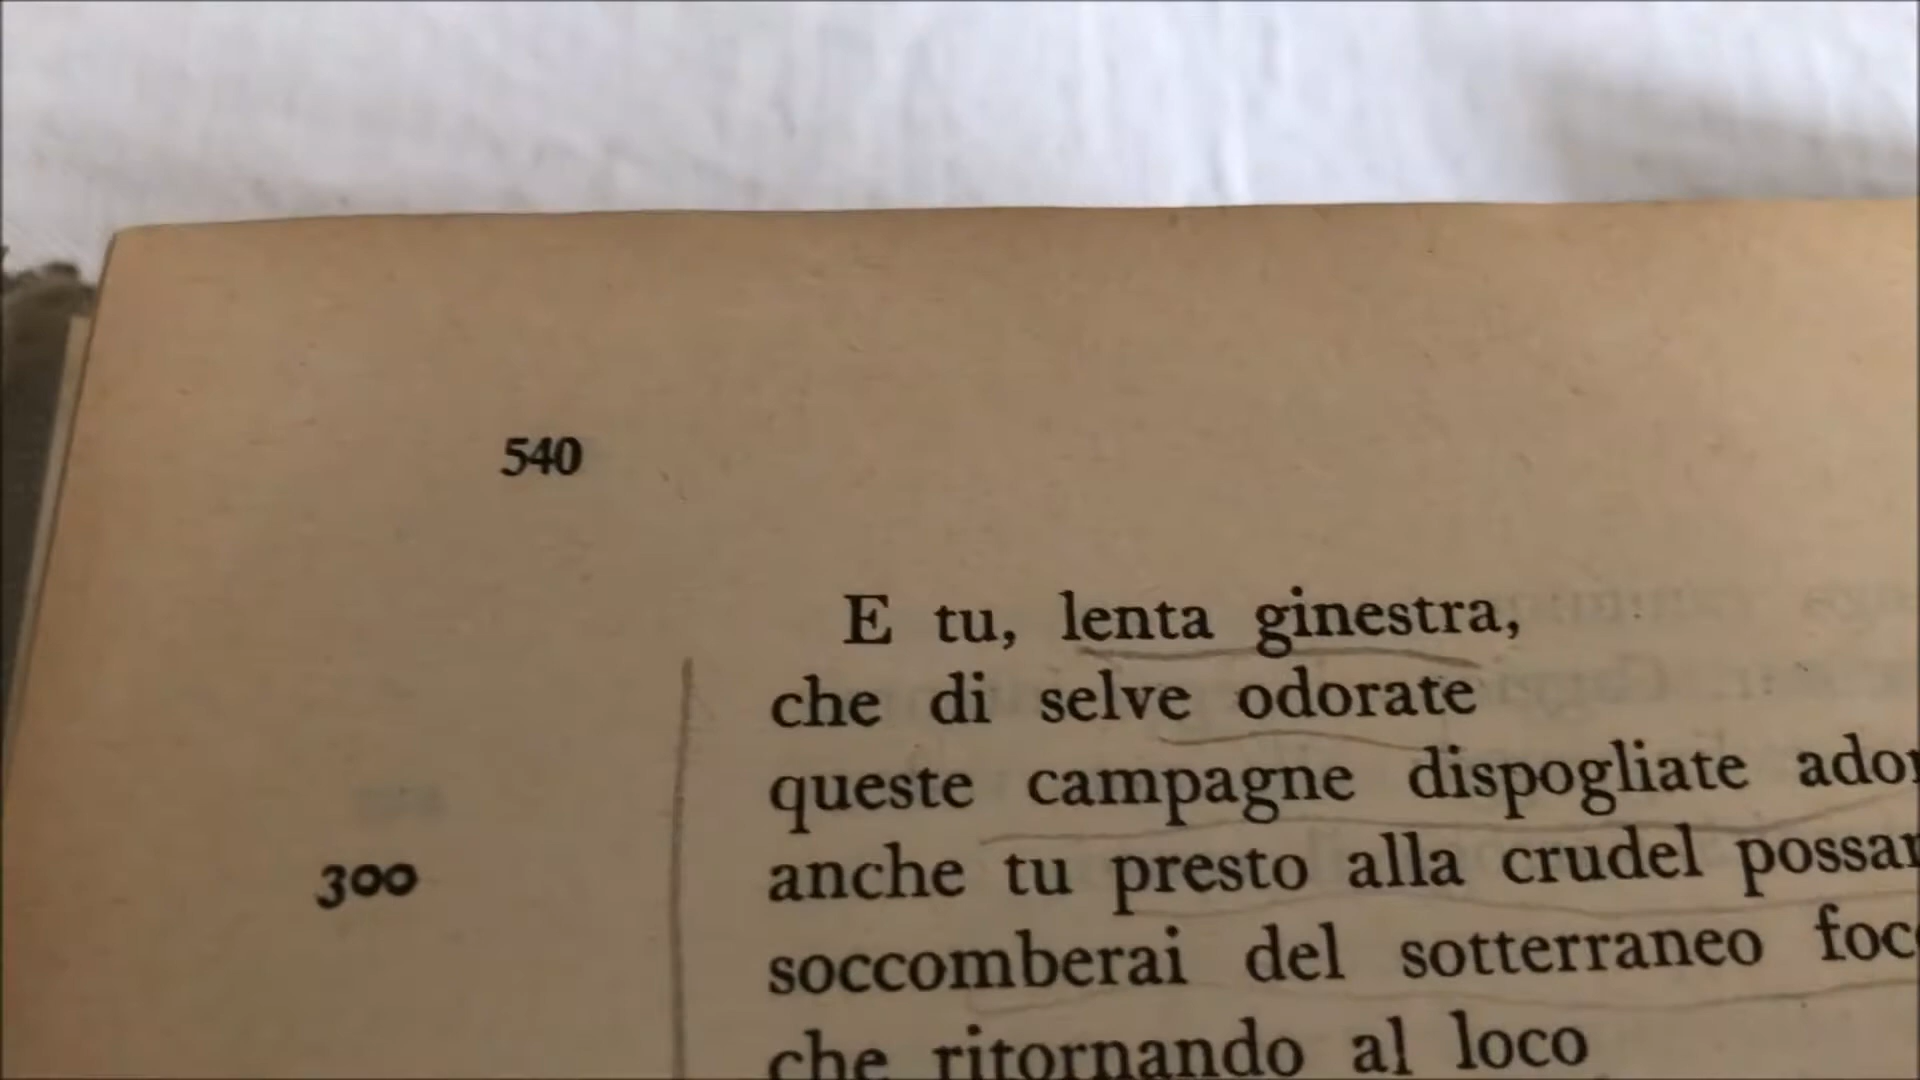 540
E tu, lenta ginestra,
che di selve odorate
queste campagne dispogliate
300 anche tu presto alla crudel
soccomberai del sotterraneo
che ritornando al loco